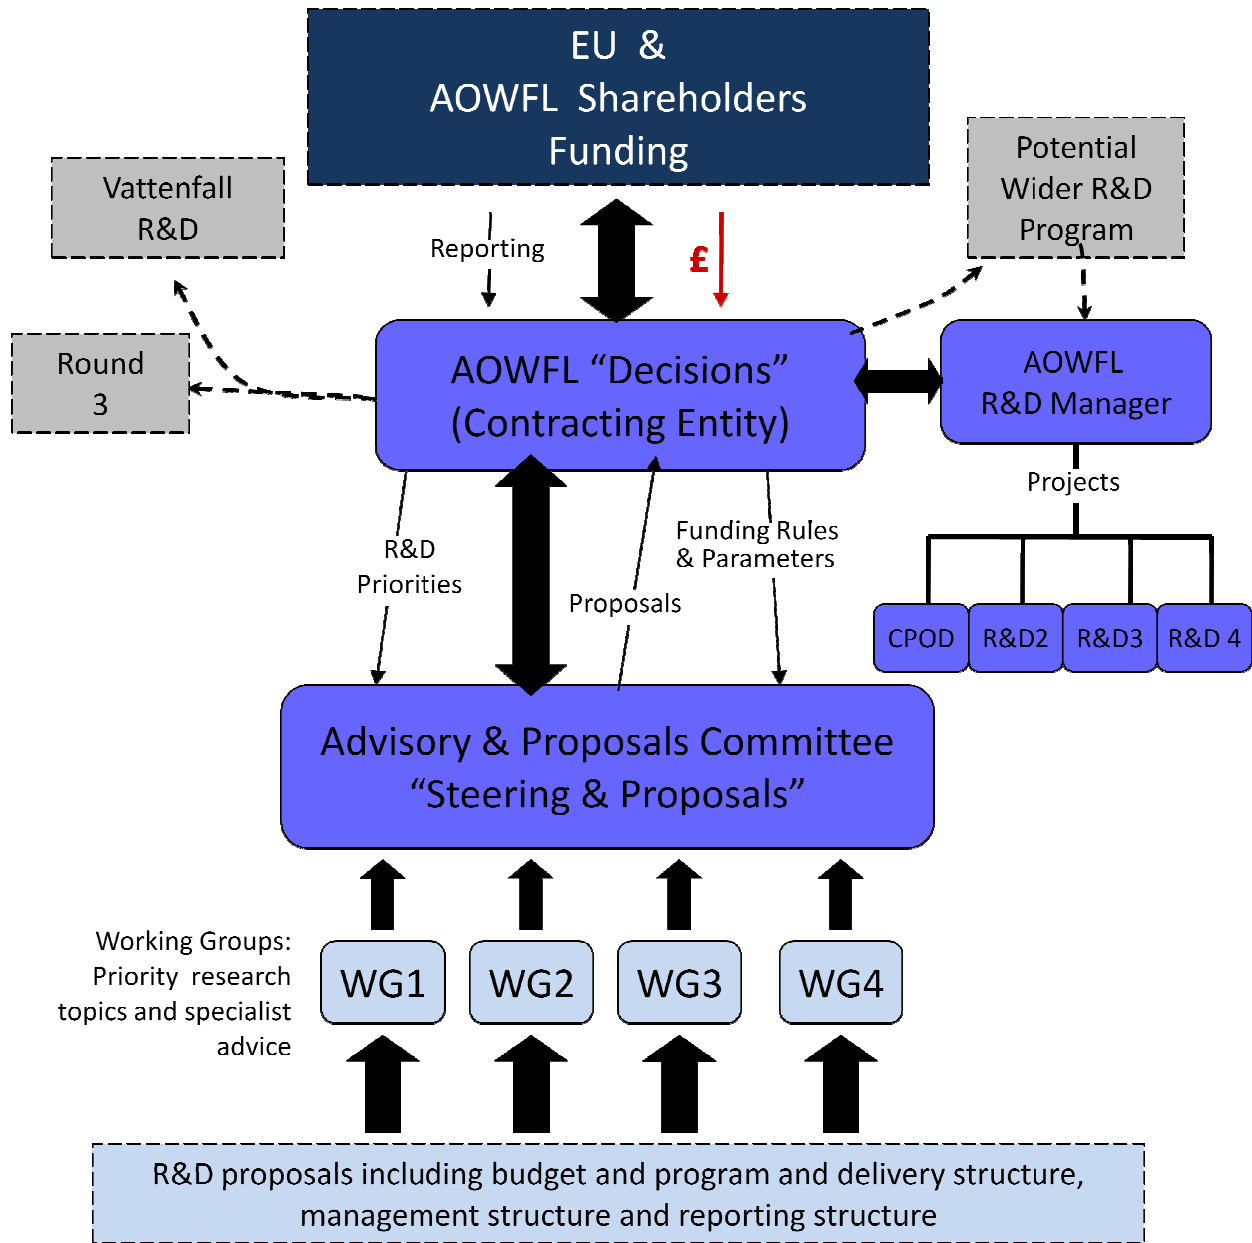 EU &
AOWFL Shareholders
Funding
Vattenfall
R&D
Potential
Wider R&D
Program
Reporting
£
Round
3
AOWFL “Decisions”
(Contracting Entity)
AOWFL
R&D Manager
Projects
R&D
Priorities
Proposals
Funding Rules
& Parameters
CPOD
R&D2
R&D3
R&D 4
Advisory & Proposals Committee
“Steering & Proposals”
Working Groups:
Priority research
topics and specialist
advice
WG1
WG2
WG3
WG4
R&D proposals including budget and program and delivery structure,
management structure and reporting structure